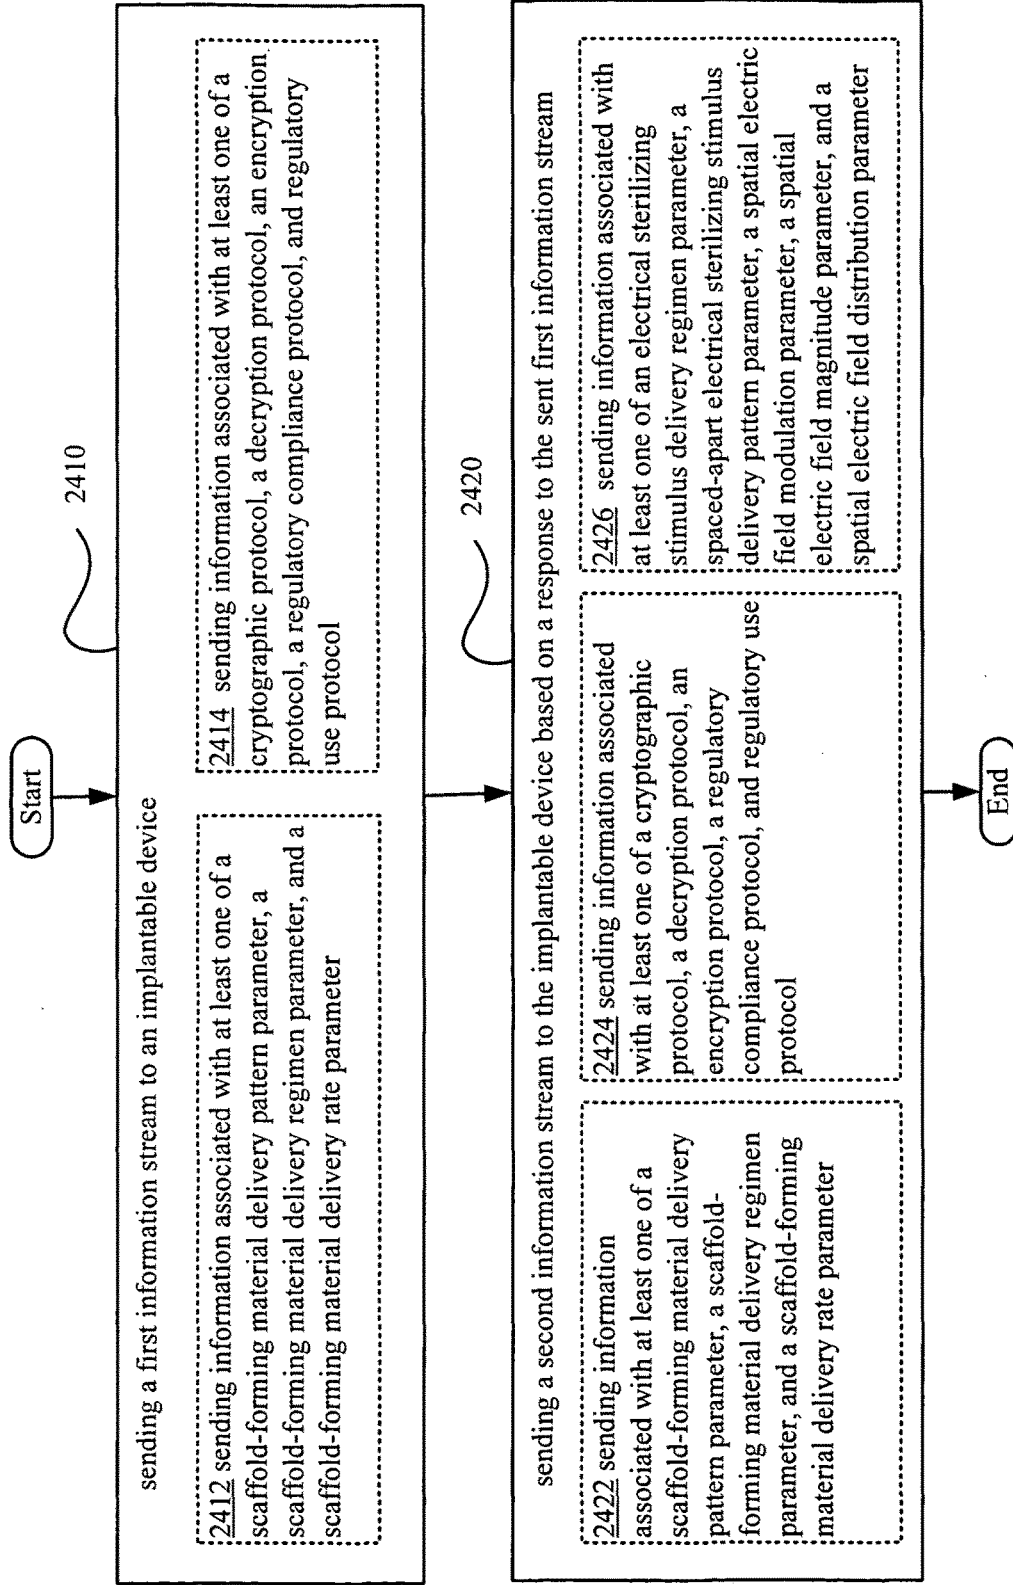 Start
2410
sending a first information stream to an implantable device
2412 sending information associated with at least one of a
scaffold-forming material delivery pattern parameter, a
scaffold-forming material delivery regimen parameter, and a
scaffold-forming material delivery rate parameter
2414 sending information associated with at least one of a
cryptographic protocol, a decryption protocol, an encryption
protocol, a regulatory compliance protocol, and regulatory
use protocol
2420
sending a second information stream to the implantable device based on a response to the sent first information stream
2422 sending information
associated with at least one of a
scaffold-forming material delivery
pattern parameter, a scaffold-
forming material delivery regimen
parameter, and a scaffold-forming
material delivery rate parameter
2424 sending information associated
with at least one of a cryptographic
protocol, a decryption protocol, an
encryption protocol, a regulatory
compliance protocol, and regulatory use
protocol
2426 sending information associated with
at least one of an electrical sterilizing
stimulus delivery regimen parameter, a
spaced-apart electrical sterilizing stimulus
delivery pattern parameter, a spatial electric
field modulation parameter, a spatial
electric field magnitude parameter, and a
spatial electric field distribution parameter
End